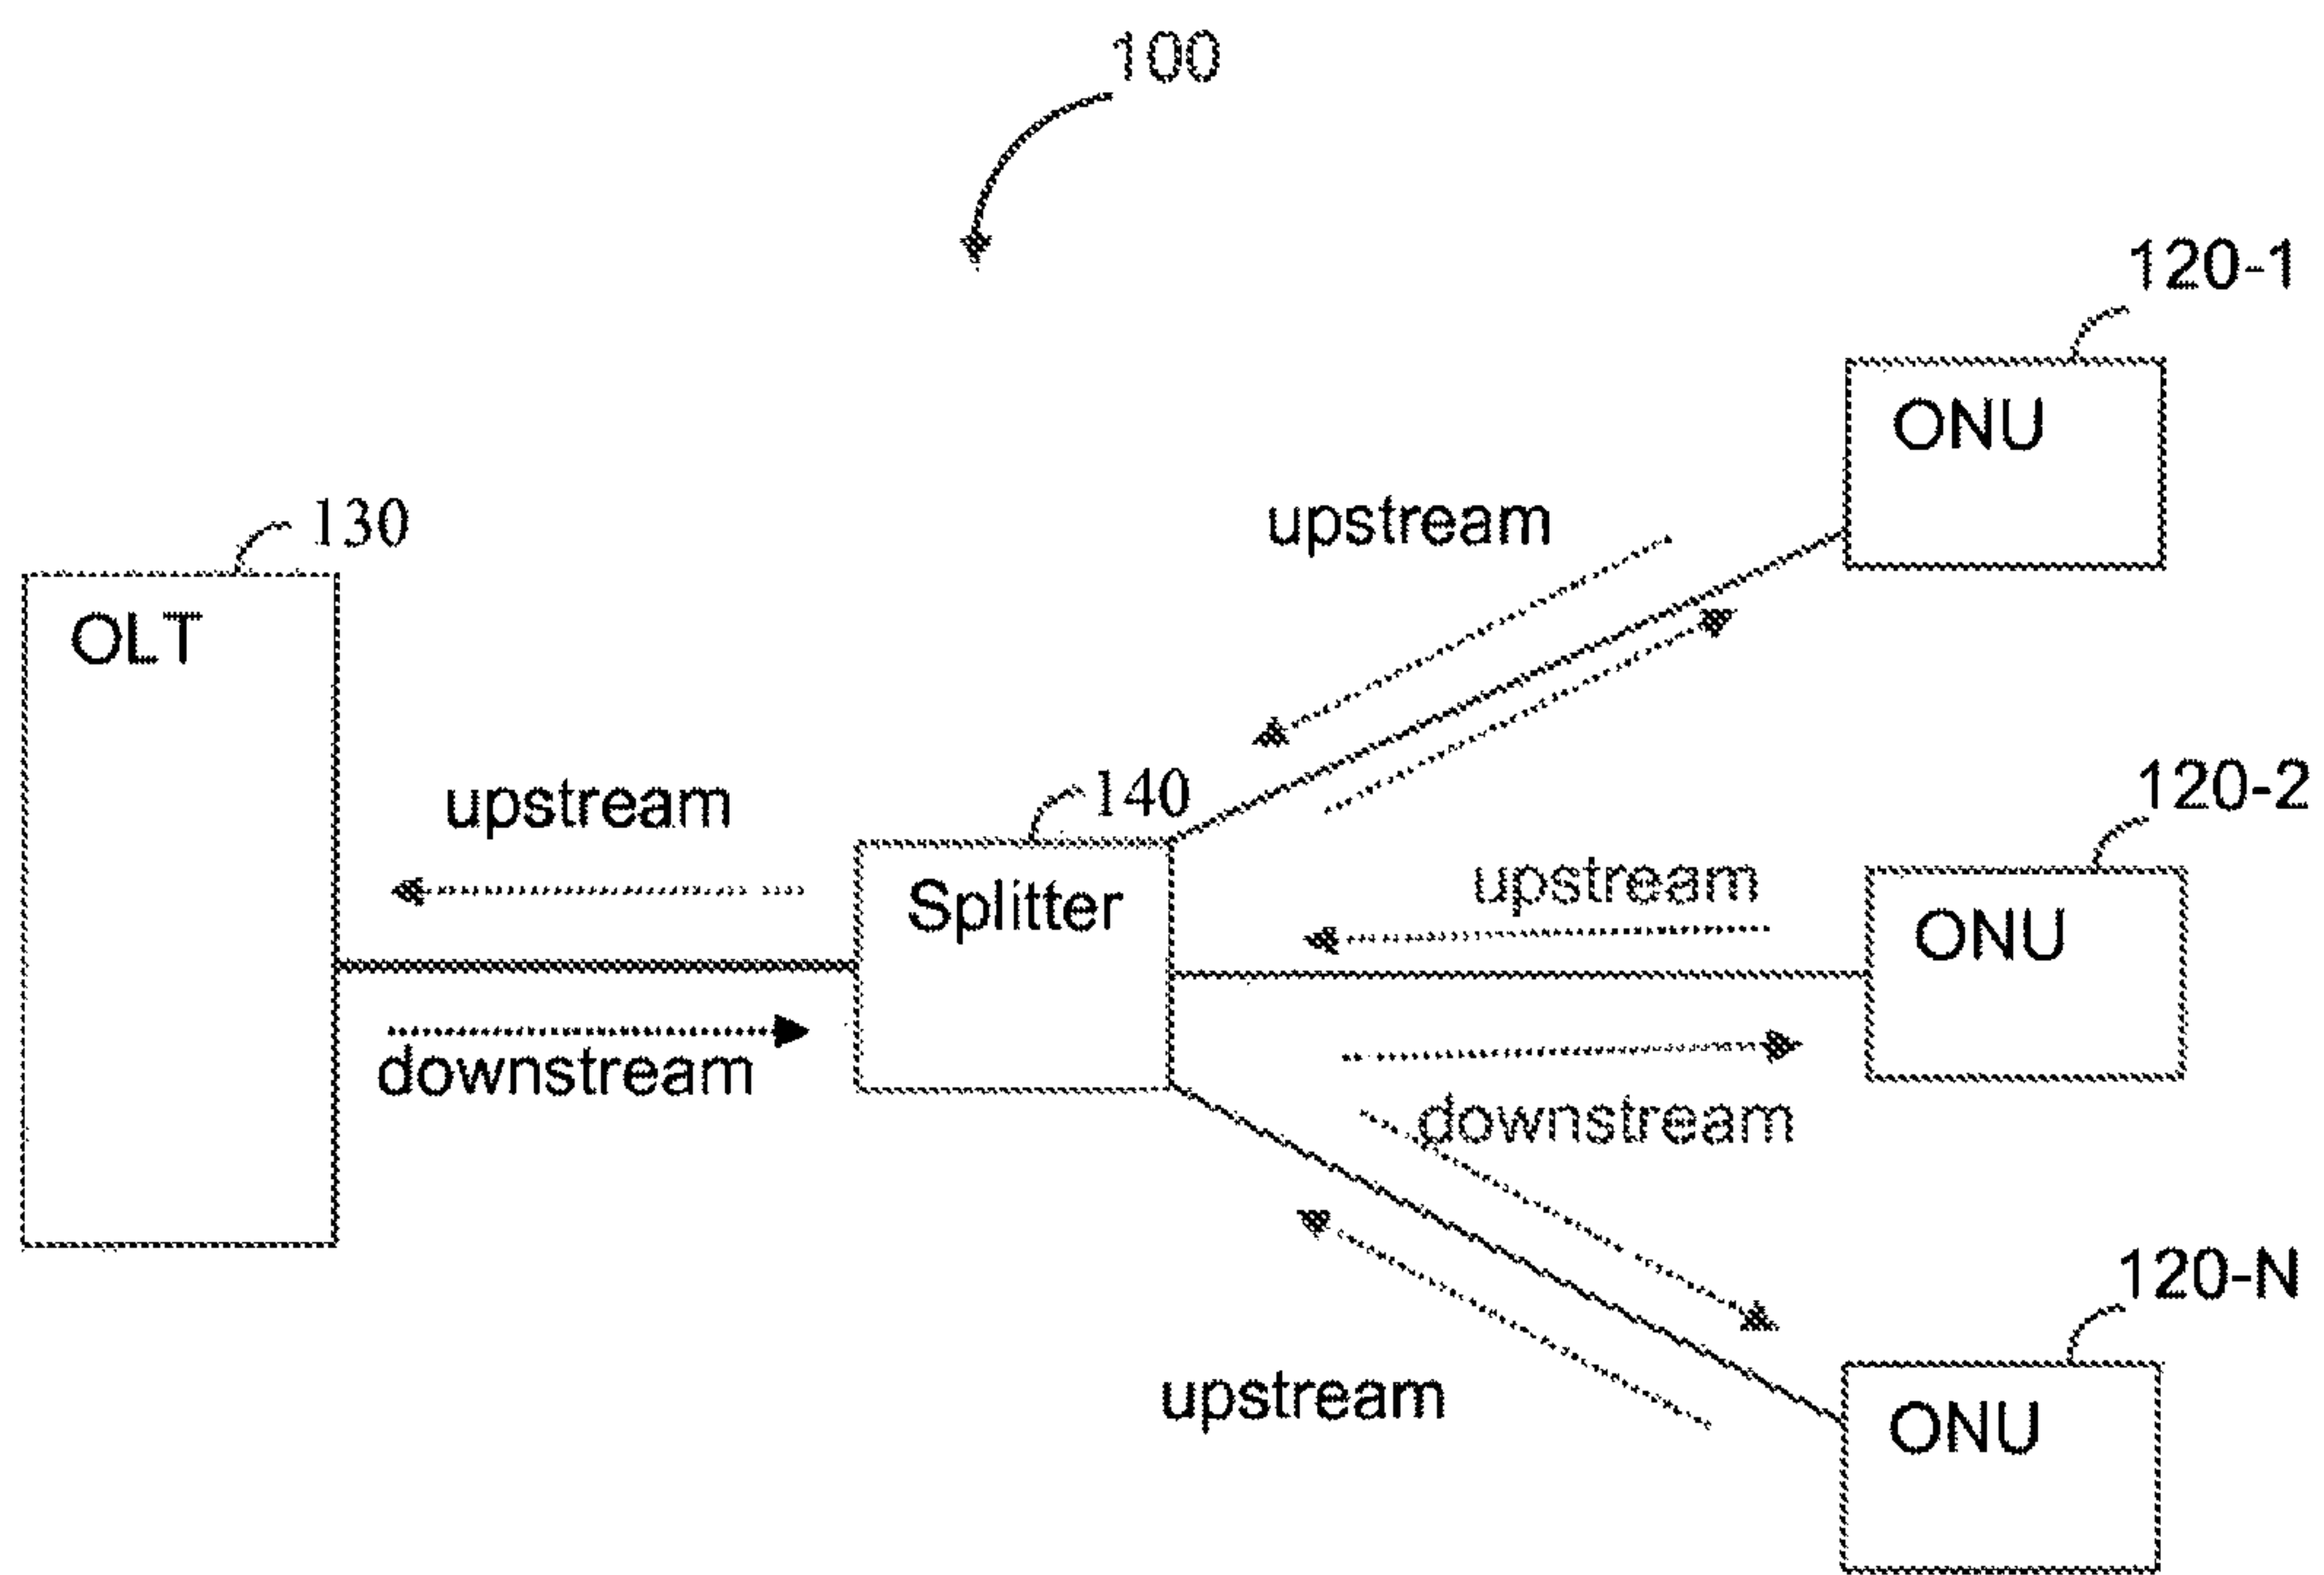 100
120-1
ONU
upstream
130
OLT
120-2
upstream
140
upstream
Splitter
ONU
downstream
downstream
120-N
upstream
ONU